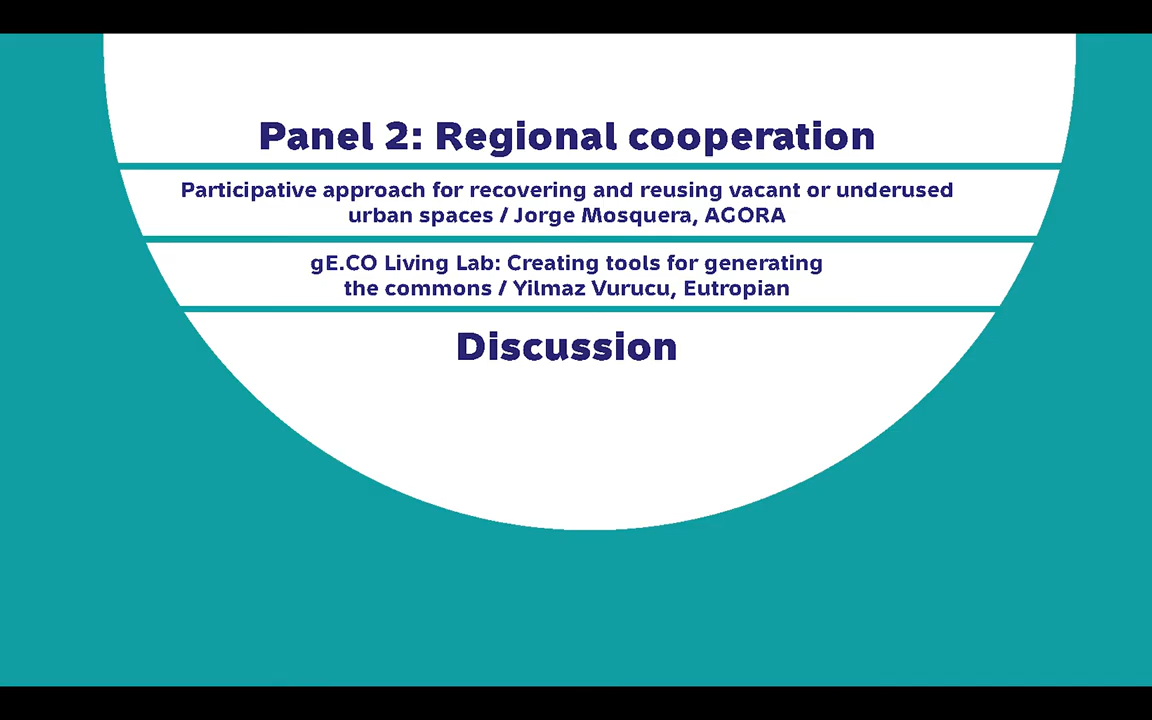 Panel 2: Regional cooperation
Participative approach for recovering and reusing vacant or underused
urban spaces / Jorge Mosquera, AGORA
gE.CO Living Lab: Creating tools for generating
the commons / Yilmaz Vurucu, Eutropian
Discussion